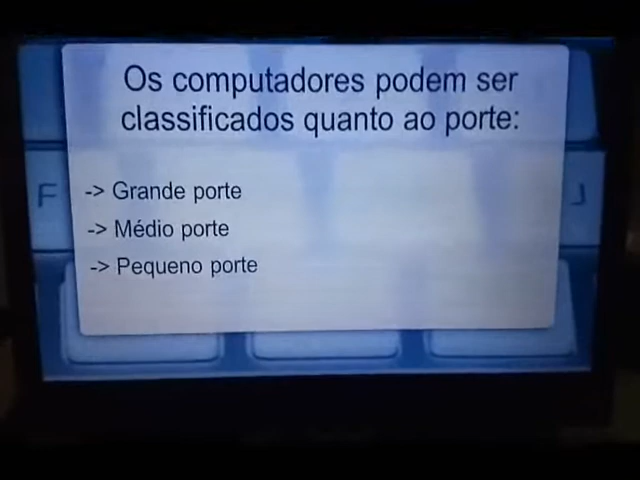 Os computadores podem ser
classificados quanto ao porte:
-> Grande porte
-> Médio porte
-> Pequeno porte
F
J